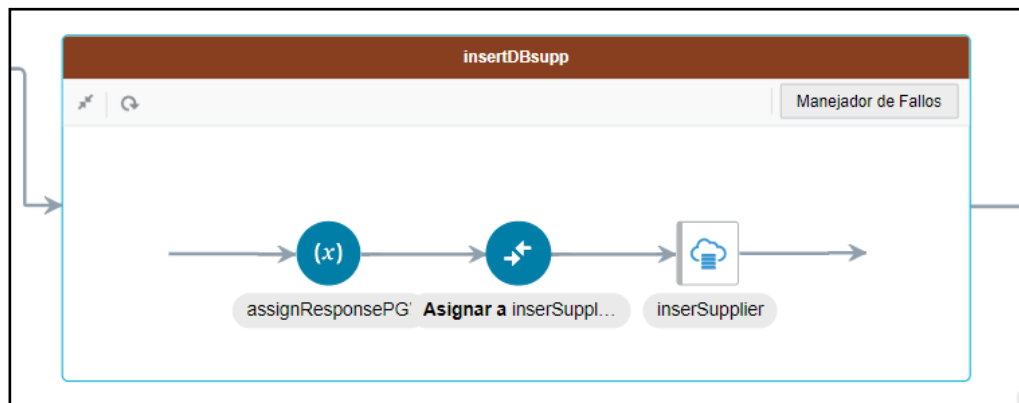 insertDBsupp
Manejador de Fallos
(x)
assignResponsePG
Asignar a inserSuppl...
inserSupplier